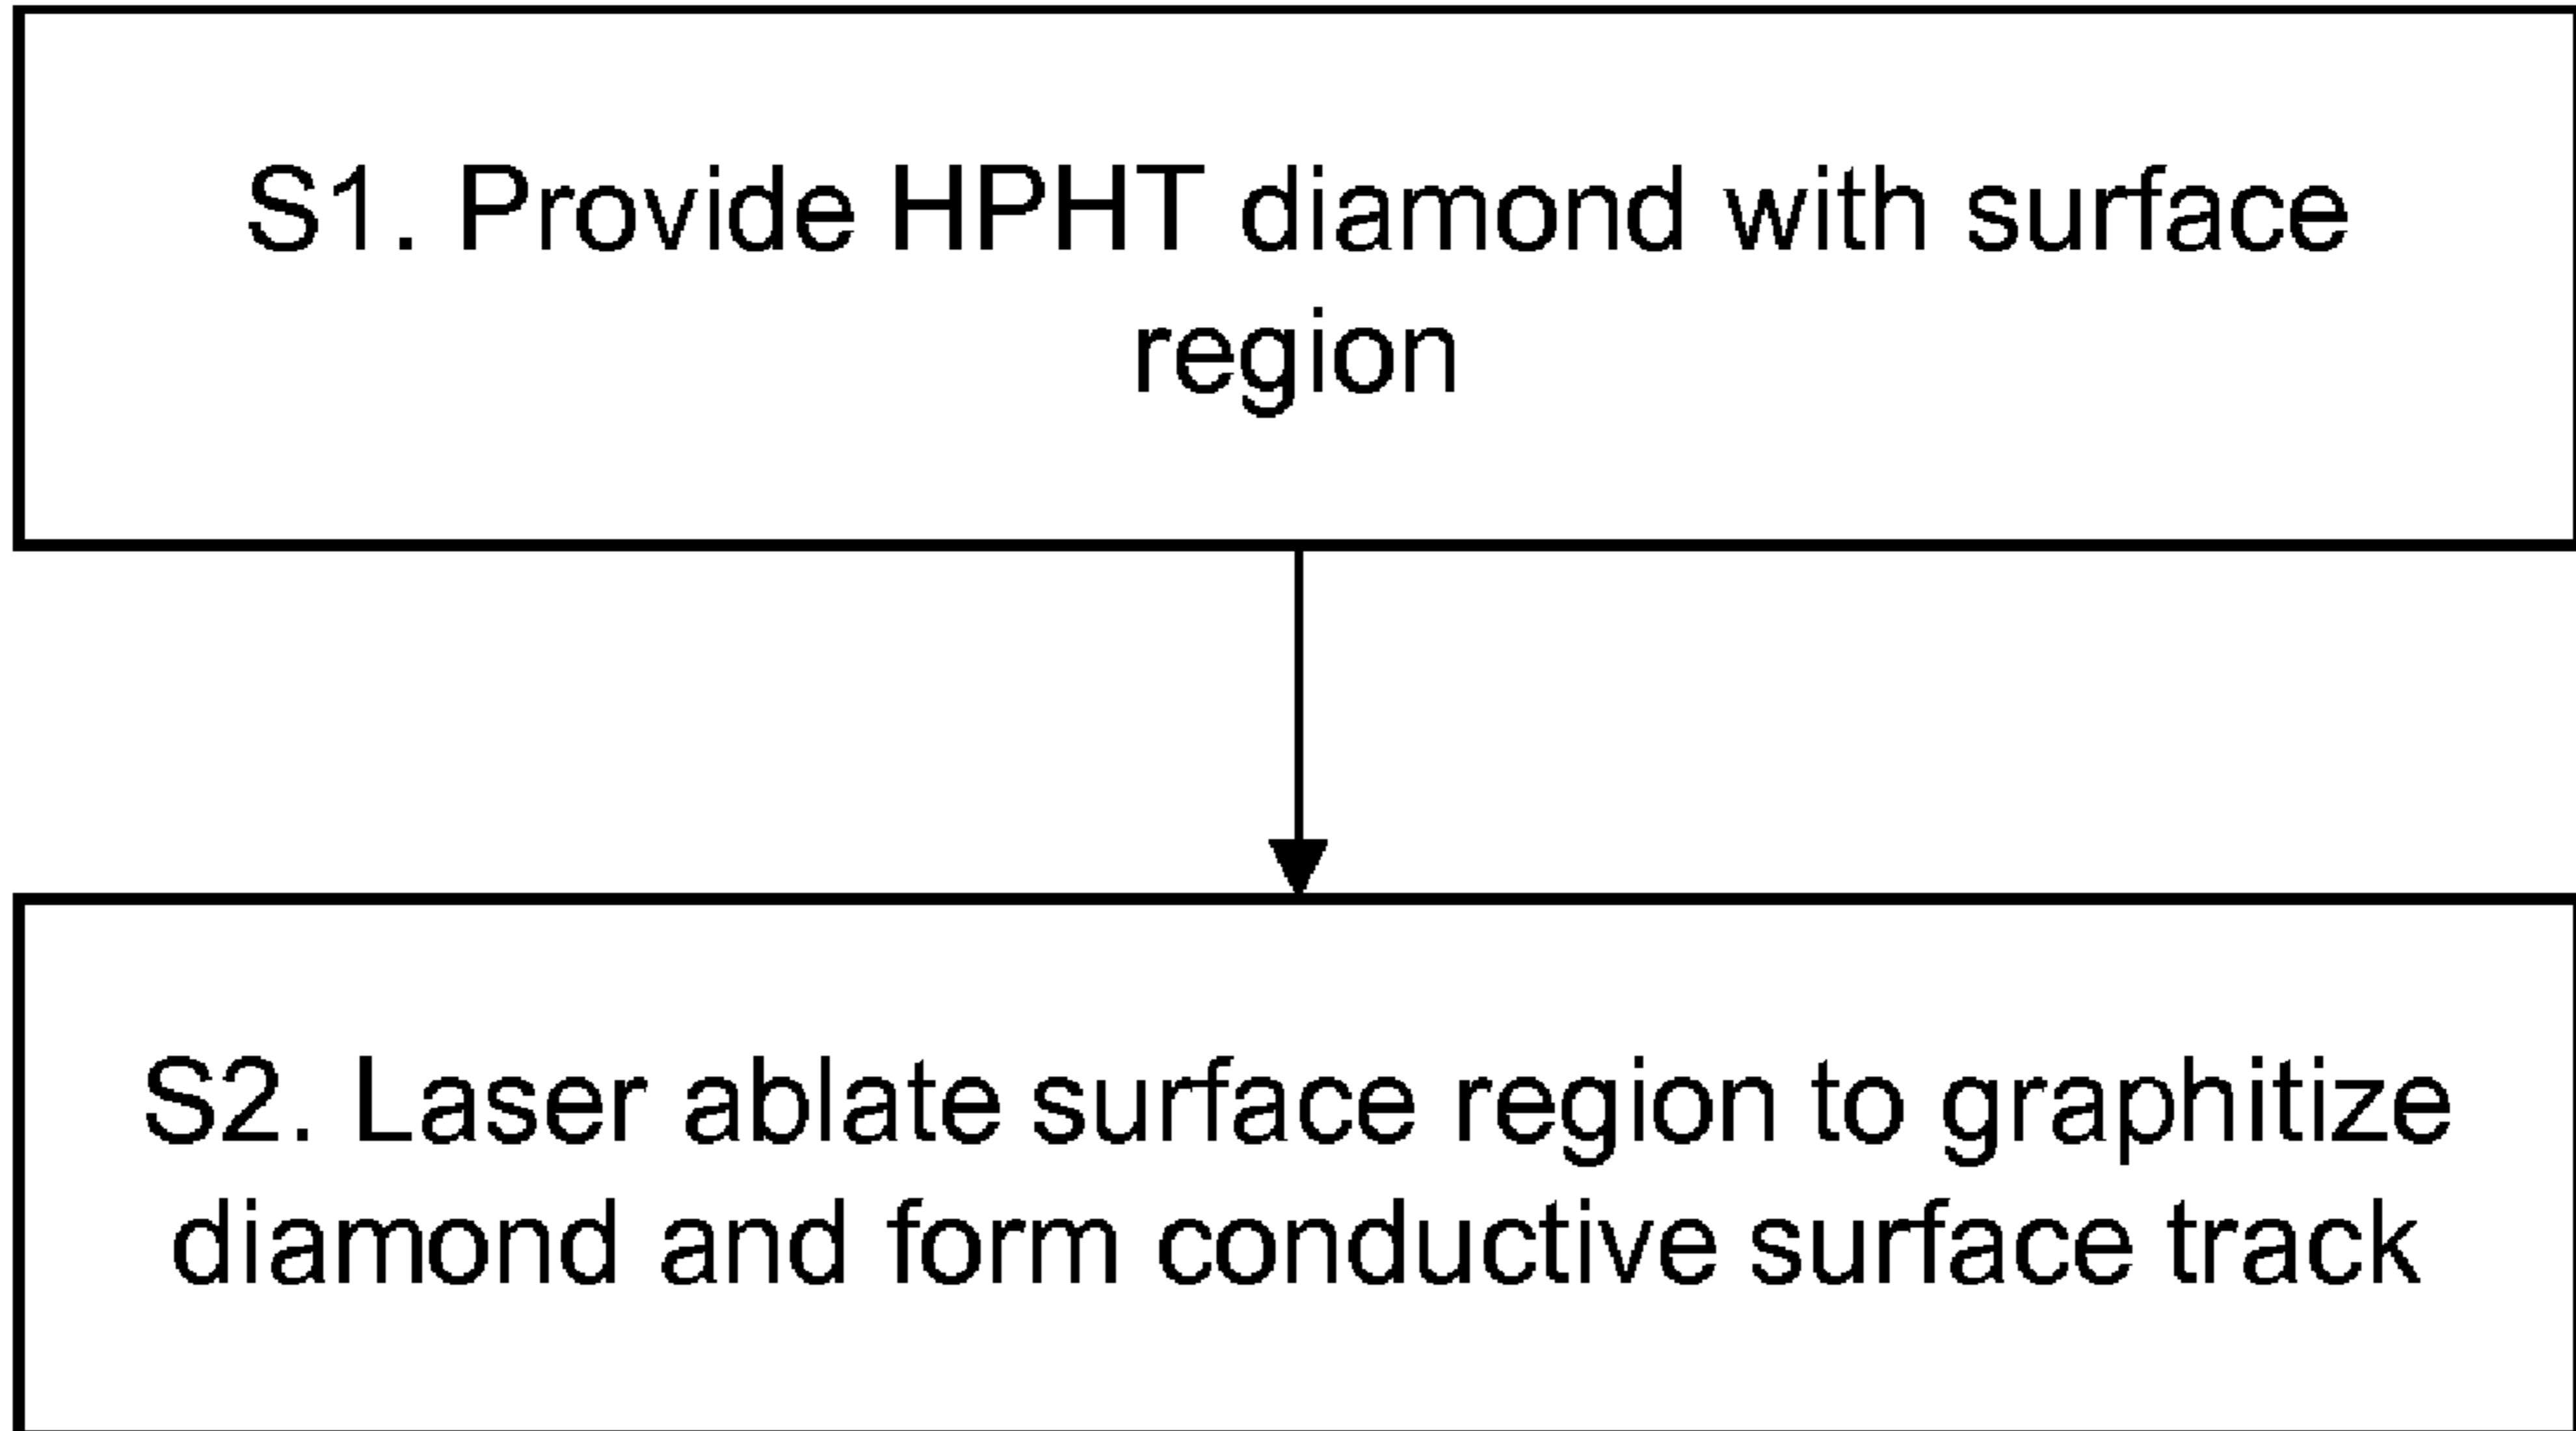 S1. Provide HPHT diamond with surface
region
S2. Laser ablate surface region to graphitize
diamond and form conductive surface track